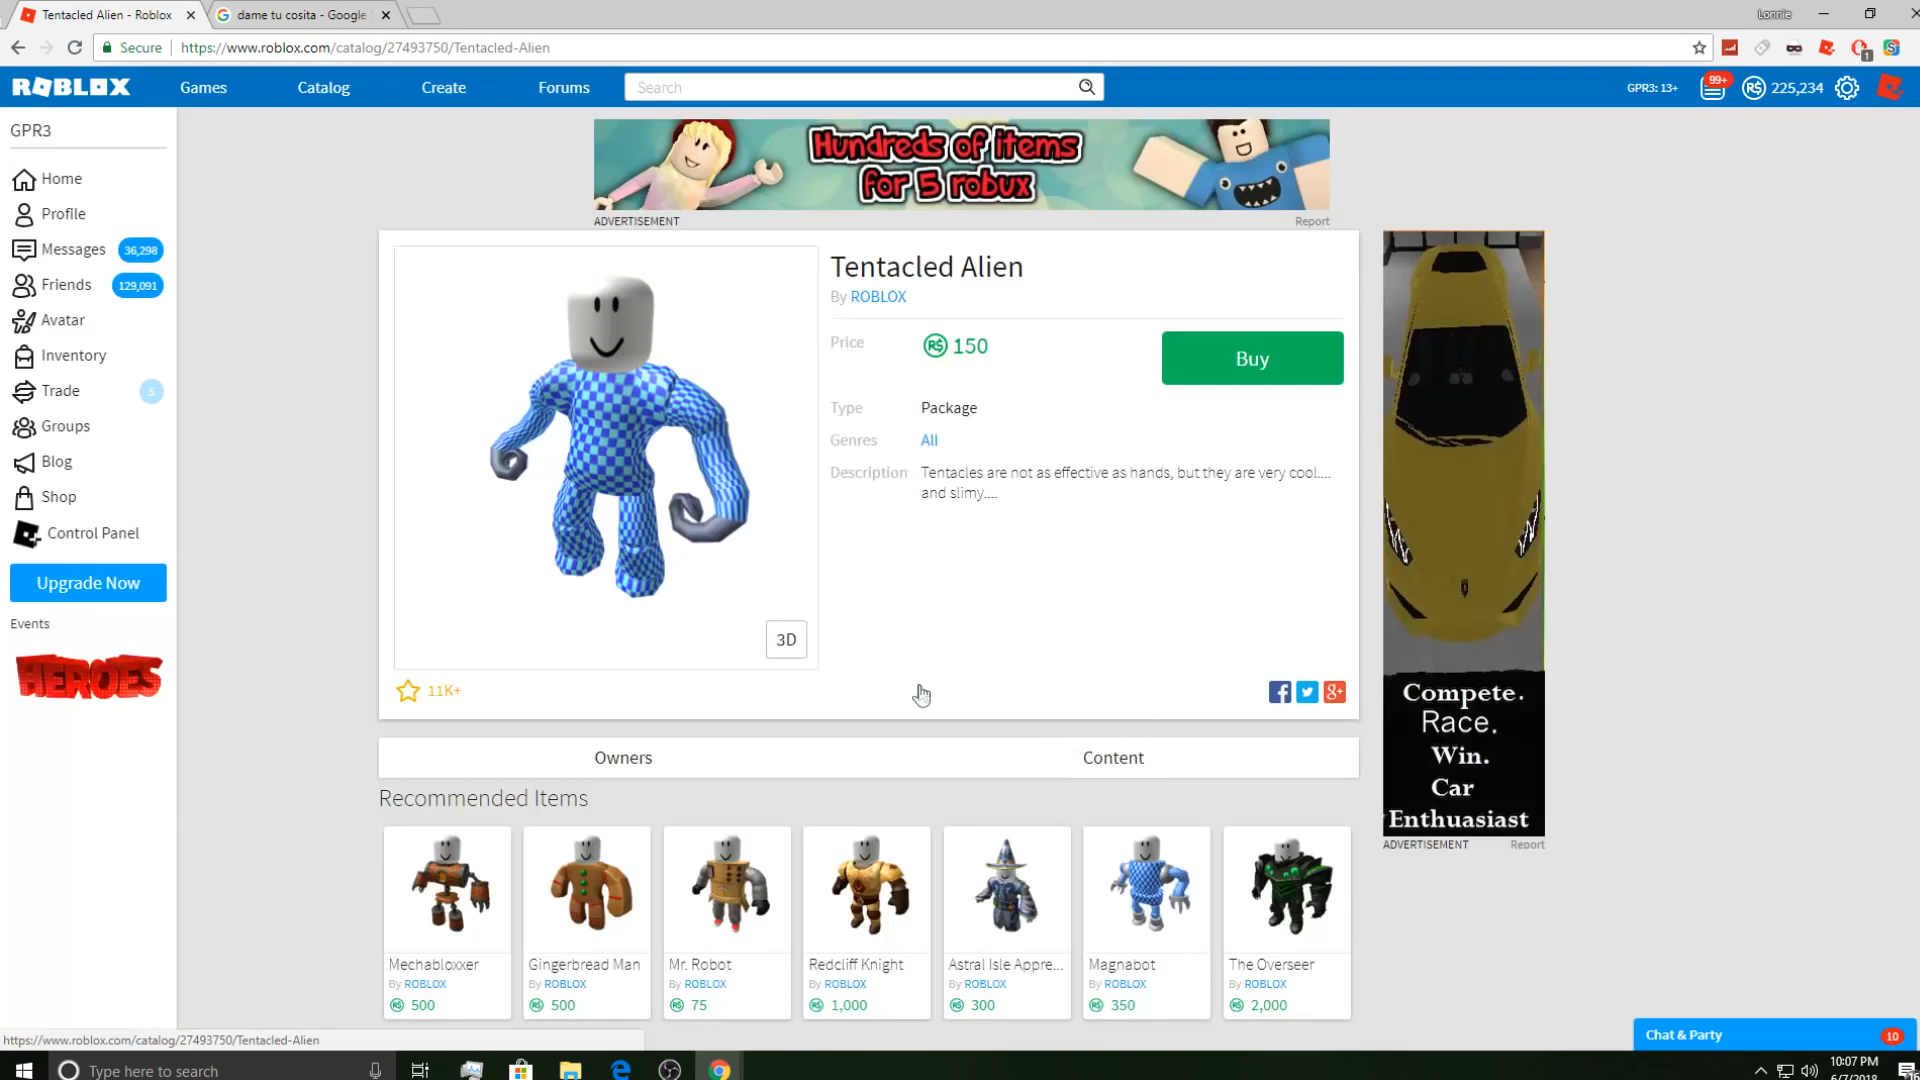 Tentacled Alien - Roblox
dame tu cosita - Google
Lonnie
Secure
https://www.roblox.com/catalog/27493750/Tentacled-Alien
1
ROBLOX
Games
Catalog
Create
Forums
Search
GPR3: 13+
99+
R$ 225,234
GPR3
Hundreds of items
for 5 robux
ADVERTISEMENT
Report
Home
Profile
Messages 36,298
Friends 129,091
Avatar
Inventory
Trade 5
Groups
Blog
Shop
Control Panel
Upgrade Now
Events
HEROES
Tentacled Alien
By ROBLOX
Price
R$ 150
Buy
Type
Package
Genres
All
Description
Tentacles are not as effective as hands, but they are very cool....
and slimy....
3D
11K+
Compete.
Race.
Win.
Car
Enthusiast
ADVERTISEMENT
Report
Owners
Content
Recommended Items
Mechabloxxer
By ROBLOX
R$ 500
Gingerbread Man
By ROBLOX
R$ 500
Mr. Robot
By ROBLOX
R$ 75
Redcliff Knight
By ROBLOX
R$ 1,000
Astral Isle Appre...
By ROBLOX
R$ 300
Magnabot
By ROBLOX
R$ 350
The Overseer
By ROBLOX
R$ 2,000
https://www.roblox.com/catalog/27493750/Tentacled-Alien
Chat & Party
10
Type here to search
10:07 PM
6/7/2018